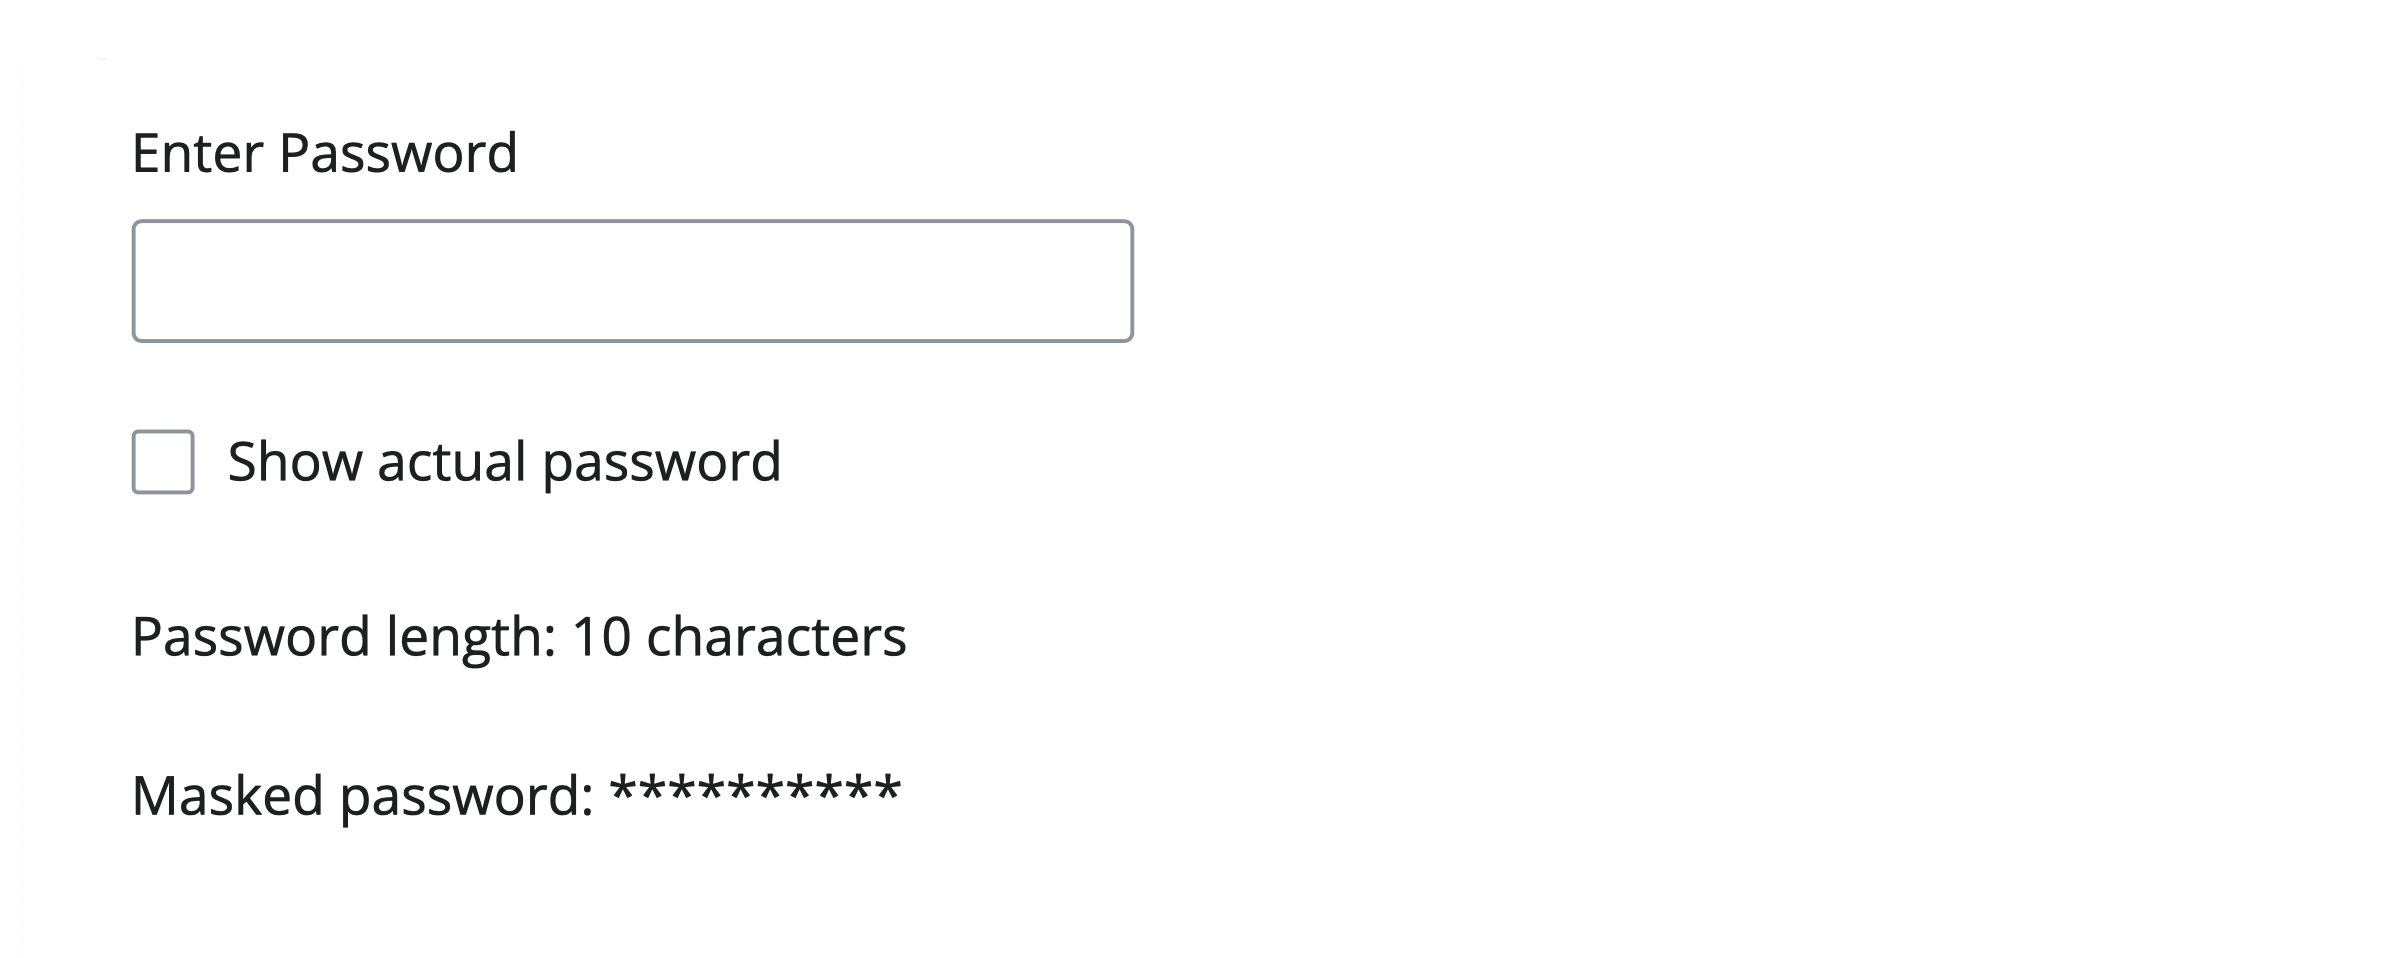 Enter Password
Show actual password
Password length: 10 characters
Masked password: **********